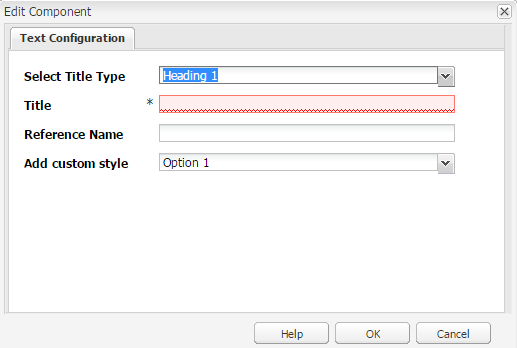 Edit Component
Text Configuration
Select Title Type Heading 1
Title *
Reference Name
Add custom style Option 1
Help OK Cancel